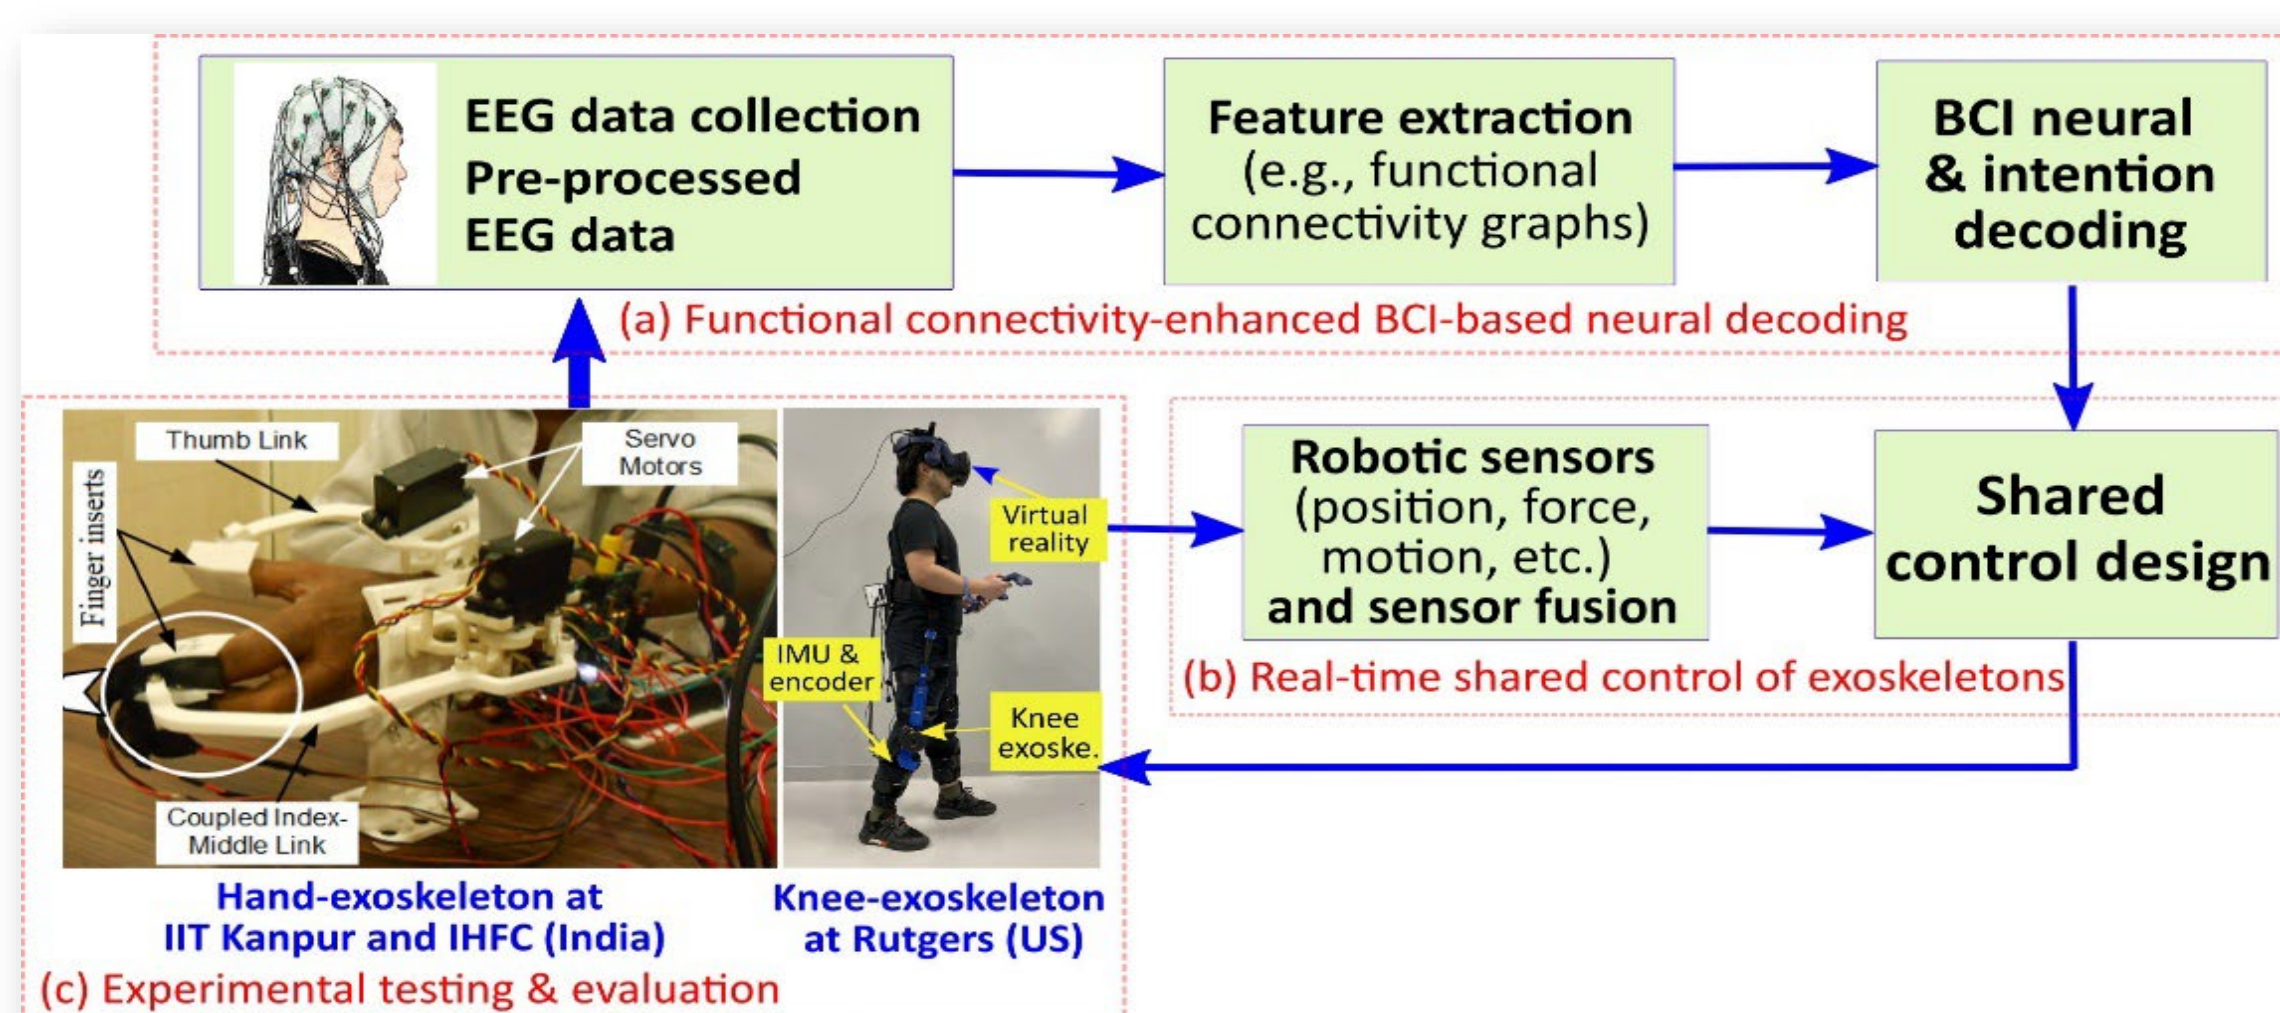 EEG data collection
Pre-processed
EEG data
Feature extraction
(e.g., functional
connectivity graphs)
BCI neural
& intention
decoding
(a) Functional connectivity-enhanced BCI-based neural decoding
Thumb Link
Servo
Motors
Finger inserts
Coupled Index-
Middle Link
Virtual
reality
IMU &
encoder
Knee
exoske.
Robotic sensors
(position, force,
motion, etc.)
and sensor fusion
Shared
control design
(b) Real-time shared control of exoskeletons
Hand-exoskeleton at
IIT Kanpur and IHFC (India)
Knee-exoskeleton
at Rutgers (US)
(c) Experimental testing & evaluation